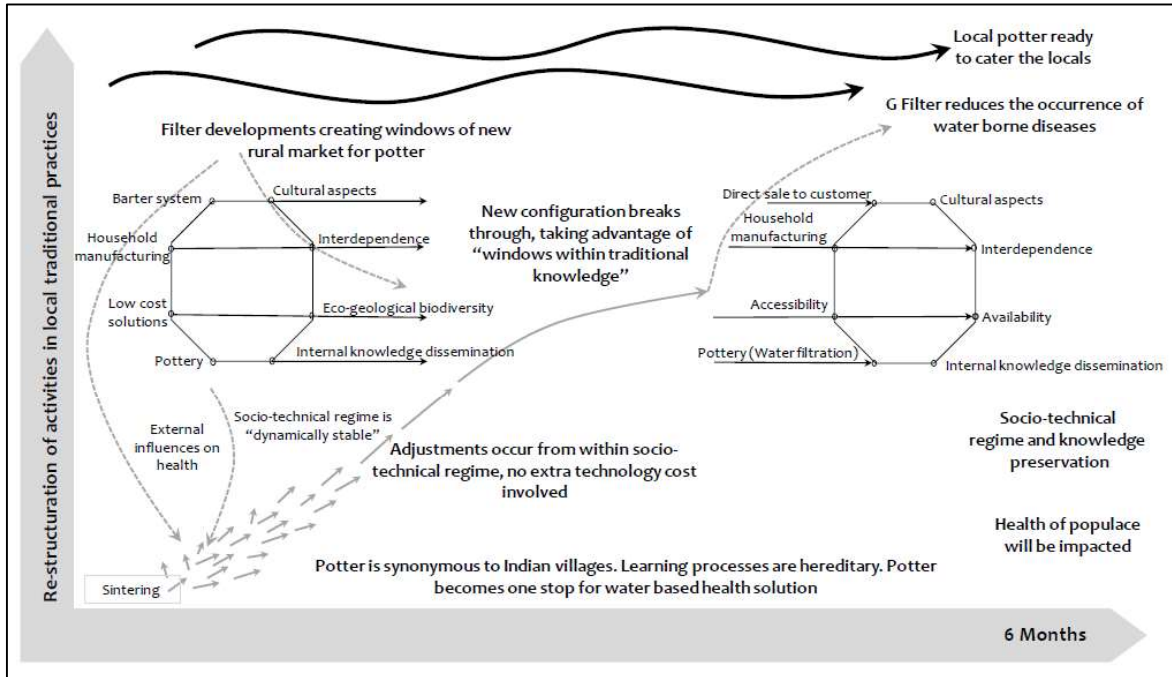 Re-structuration of activities in local traditional practices
Local potter ready
to cater the locals
G Filter reduces the occurrence of
water borne diseases
Filter developments creating windows of new
rural market for potter
Barter system
Cultural aspects
Household
manufacturing
Interdependence
Low cost
solutions
Eco-geological biodiversity
Pottery
Internal knowledge dissemination
New configuration breaks
through, taking advantage of
“windows within traditional
knowledge”
Direct sale to customer
Cultural aspects
Household
manufacturing
Interdependence
Accessibility
Availability
Pottery (Water filtration)
Internal knowledge dissemination
External
influences on
health
Socio-technical regime is
“dynamically stable”
Adjustments occur from within socio-
technical regime, no extra technology cost
involved
Socio-technical
regime and knowledge
preservation
Health of populace
will be impacted
Sintering
Potter is synonymous to Indian villages. Learning processes are hereditary. Potter
becomes one stop for water based health solution
6 Months